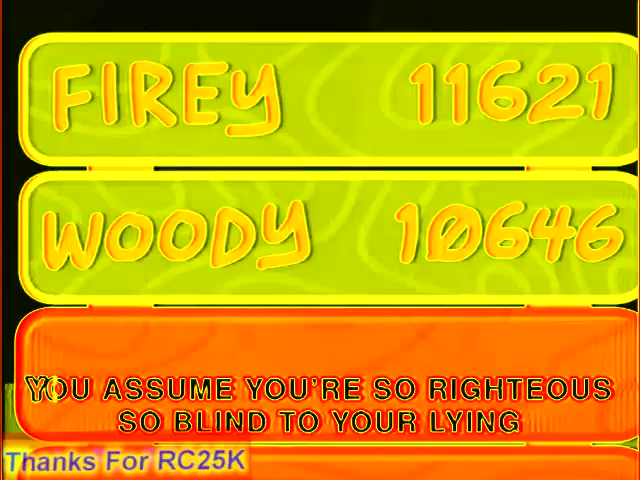 FIREY 11621
WOODY 10646
YOU ASSUME YOU'RE SO RIGHTEOUS
SO BLIND TO YOUR LYING
Thanks For RC25K